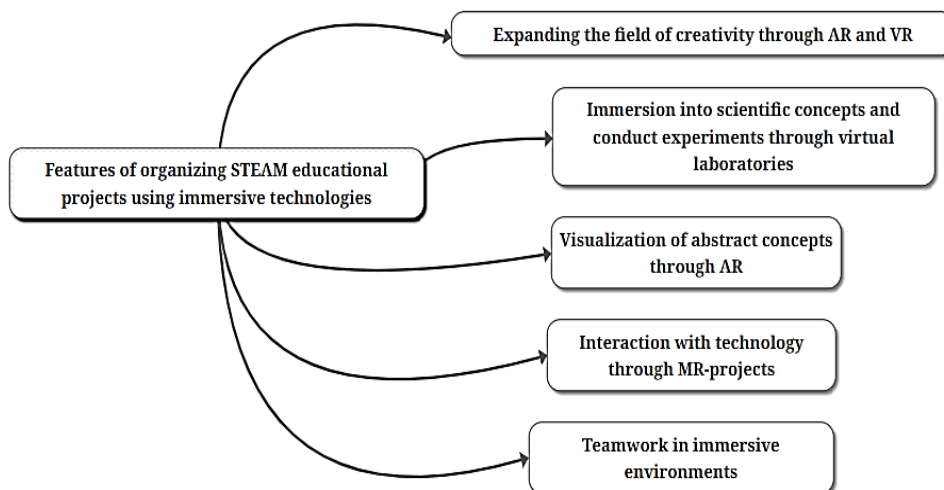 Expanding the field of creativity through AR and VR
Immersion into scientific concepts and
conduct experiments through virtual
laboratories
Features of organizing STEAM educational
projects using immersive technologies
Visualization of abstract concepts
through AR
Interaction with technology
through MR-projects
Teamwork in immersive
environments